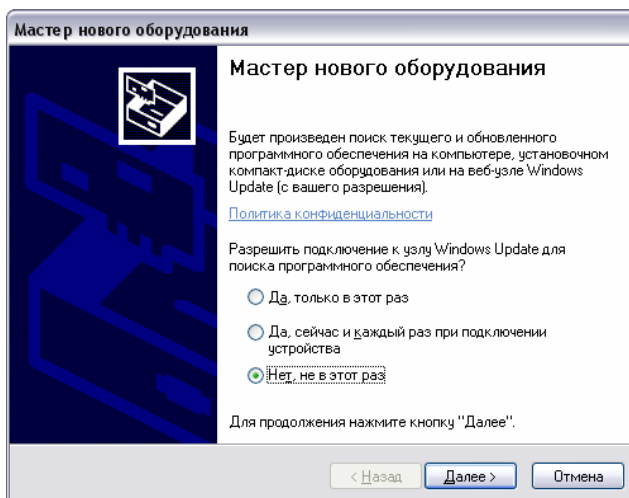 Мастер нового оборудования
Мастер нового оборудования
Будет произведен поиск текущего и обновленного
программного обеспечения на компьютере, установочном
компакт-диске оборудования или на веб-узле Windows
Update (с вашего разрешения).
Политика конфиденциальности
Разрешить подключение к узлу Windows Update для
поиска программного обеспечения?
Да, только в этот раз
Да, сейчас и каждый раз при подключении
устройства
Нет, не в этот раз
Для продолжения нажмите кнопку "Далее".
< Назад
Далее >
Отмена